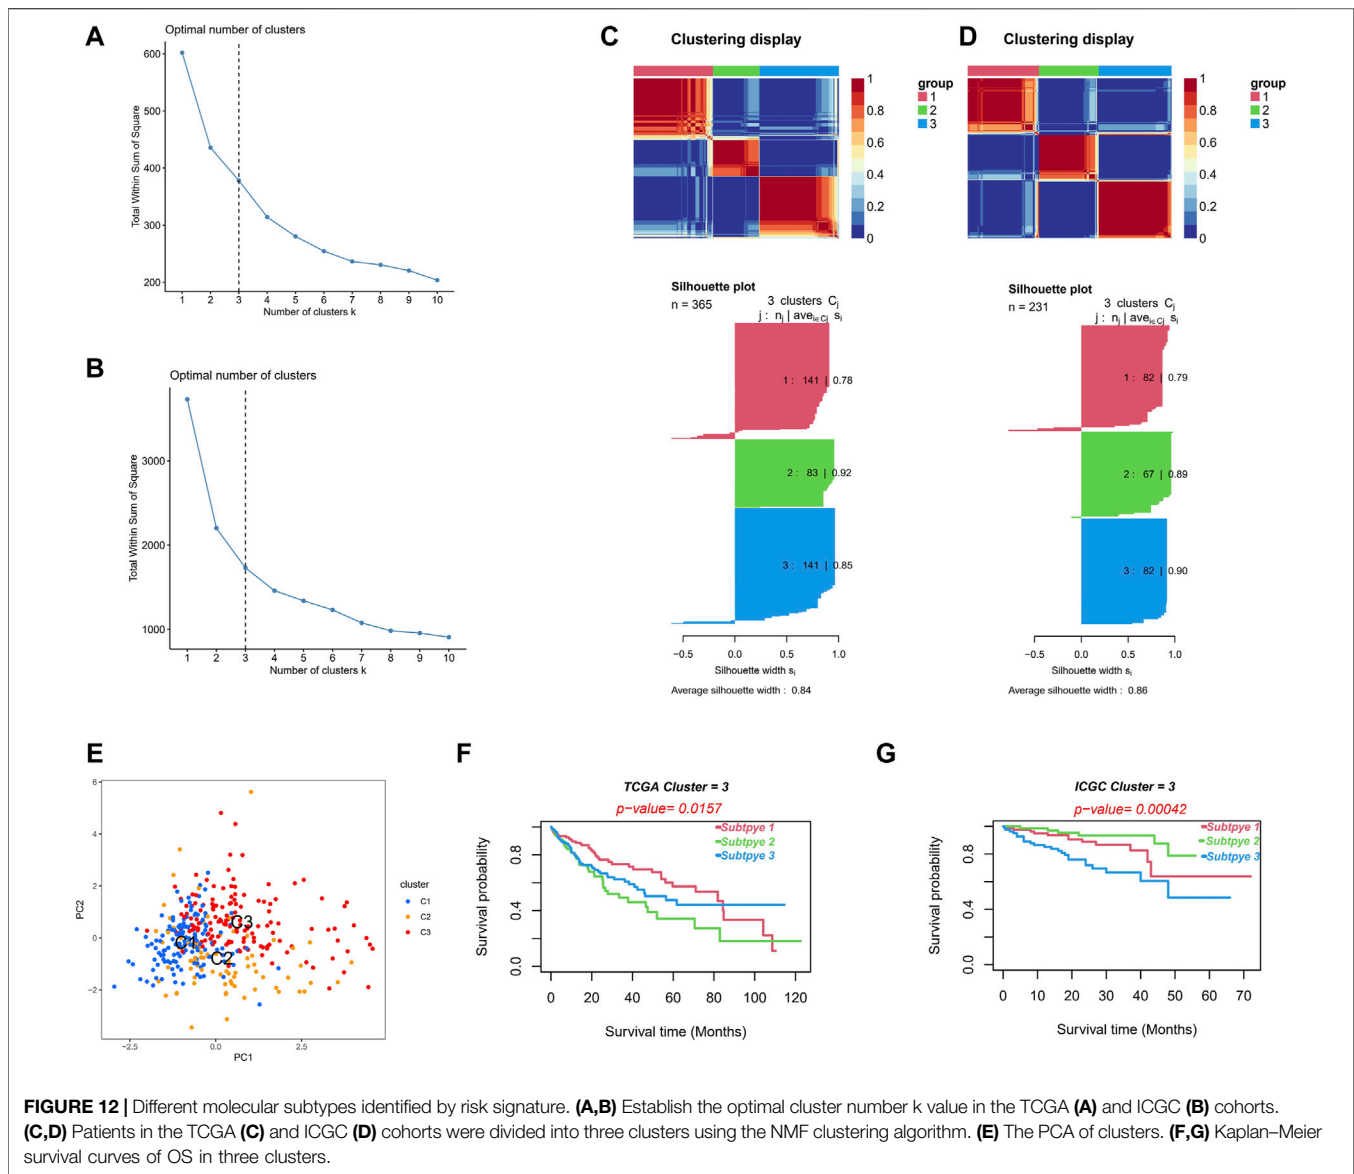 A
Optimal number of clusters
600
500
400
300
200
Total Within Sum of Square
1 2 3 4 5 6 7 8 9 10
Number of clusters k
B
Optimal number of clusters
3000
2000
1000
Total Within Sum of Square
1 2 3 4 5 6 7 8 9 10
Number of clusters k
C
Clustering display
1
0.8
0.6
0.4
0.2
0
group
1
2
3
Silhouette plot
n = 365
3 clusters Cj
j : nj | avei∈Cj si
1 : 141 | 0.78
2 : 83 | 0.92
3 : 141 | 0.85
−0.5 0.0 0.5 1.0
Silhouette width si
Average silhouette width : 0.84
D
Clustering display
1
0.8
0.6
0.4
0.2
0
group
1
2
3
Silhouette plot
n = 231
3 clusters Cj
j : nj | avei∈Cj si
1 : 82 | 0.79
2 : 67 | 0.89
3 : 82 | 0.90
−0.5 0.0 0.5 1.0
Silhouette width si
Average silhouette width : 0.86
E
6
4
2
0
−2
PC2
C1
C2
C3
−2.5 0.0 2.5
PC1
cluster
C1
C2
C3
F
TCGA Cluster = 3
p−value= 0.0157
Subtpye 1
Subtpye 2
Subtpye 3
0.8
0.4
0.0
Survival probability
0 20 40 60 80 100 120
Survival time (Months)
G
ICGC Cluster = 3
p−value= 0.00042
Subtpye 1
Subtpye 2
Subtpye 3
0.8
0.4
0.0
Survival probability
0 10 20 30 40 50 60 70
Survival time (Months)
FIGURE 12 | Different molecular subtypes identified by risk signature. (A,B) Establish the optimal cluster number k value in the TCGA (A) and ICGC (B) cohorts.
(C,D) Patients in the TCGA (C) and ICGC (D) cohorts were divided into three clusters using the NMF clustering algorithm. (E) The PCA of clusters. (F,G) Kaplan–Meier
survival curves of OS in three clusters.